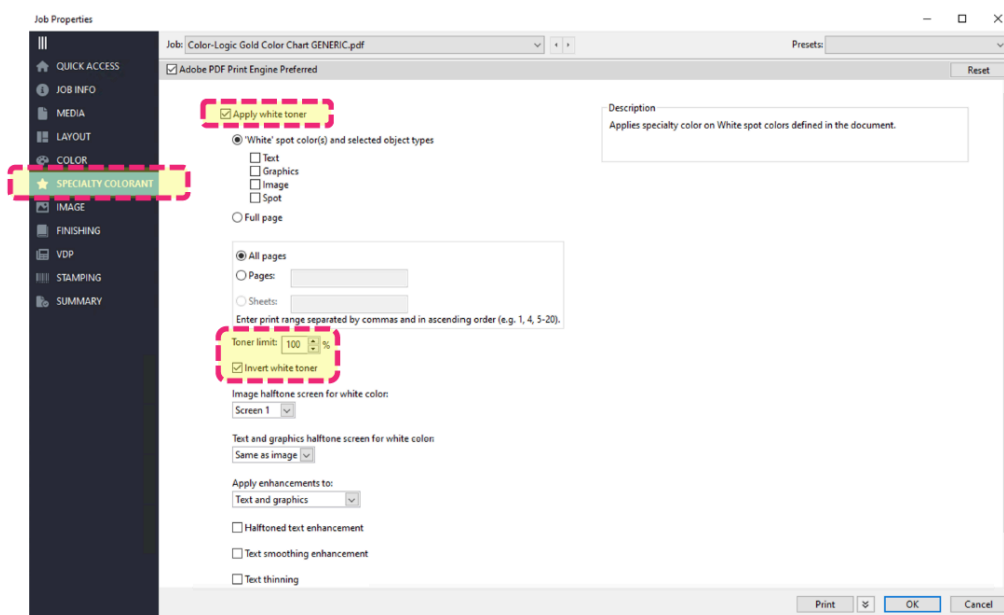 Job Properties
Job: Color-Logic Gold Color Chart GENERIC.pdf
Presets:
QUICK ACCESS
Adobe PDF Print Engine Preferred
Reset
JOB INFO
MEDIA
LAYOUT
COLOR
SPECIALTY COLORANT
IMAGE
FINISHING
VDP
STAMPING
SUMMARY
Apply white toner
'White' spot color(s) and selected object types
Text
Graphics
Image
Spot
Full page
All pages
Pages:
Sheets:
Enter print range separated by commas and in ascending order (e.g. 1, 4, 5-20).
Toner limit: 100 %
Invert white toner
Image halftone screen for white color:
Screen 1
Text and graphics halftone screen for white color:
Same as image
Apply enhancements to:
Text and graphics
Halftoned text enhancement
Text smoothing enhancement
Text thinning
Description
Applies specialty color on White spot colors defined in the document.
Print
OK
Cancel